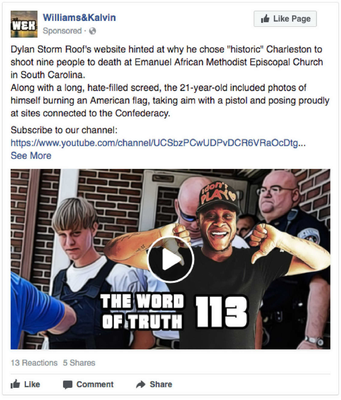 W&K
Williams&Kalvin
Sponsored ·
Like Page
Dylan Storm Roof's website hinted at why he chose "historic" Charleston to
shoot nine people to death at Emanuel African Methodist Episcopal Church
in South Carolina.
Along with a long, hate-filled screed, the 21-year-old included photos of
himself burning an American flag, taking aim with a pistol and posing proudly
at sites connected to the Confederacy.
Subscribe to our channel:
https://www.youtube.com/channel/UCSbzPCwUDPvDCR6VRaOcDtg...
See More
THE WORD
OF TRUTH
113
13 Reactions 5 Shares
Like Comment Share